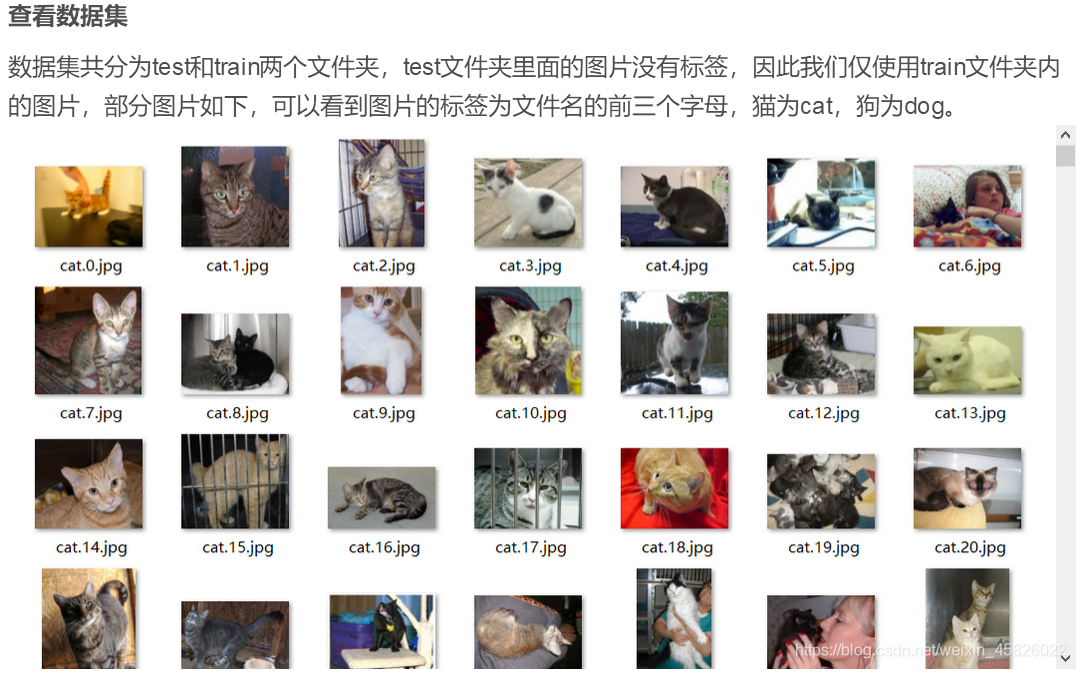 查看数据集
数据集共分为test和train两个文件夹，test文件夹里面的图片没有标签，因此我们仅使用train文件夹内
的图片，部分图片如下，可以看到图片的标签为文件名的前三个字母，猫为cat，狗为dog。
cat.0.jpg cat.1.jpg cat.2.jpg cat.3.jpg cat.4.jpg cat.5.jpg cat.6.jpg
cat.7.jpg cat.8.jpg cat.9.jpg cat.10.jpg cat.11.jpg cat.12.jpg cat.13.jpg
cat.14.jpg cat.15.jpg cat.16.jpg cat.17.jpg cat.18.jpg cat.19.jpg cat.20.jpg
https://blog.csdn.net/weixin_45826022